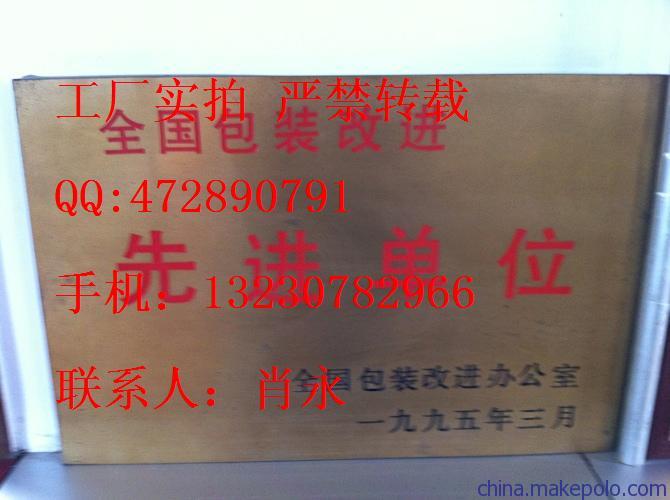 工厂实拍 严禁转载
全国包装改进
QQ:472890791
先进单位
手机: 13230782966
全国包装改进办公室
联系人: 肖永
一九九五年三月
china.makepolo.com